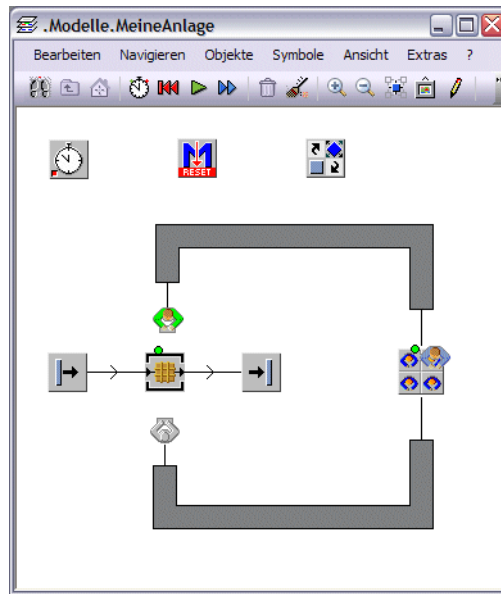 .Modelle.MeineAnlage
Bearbeiten Navigieren Objekte Symbole Ansicht Extras ?
RESET